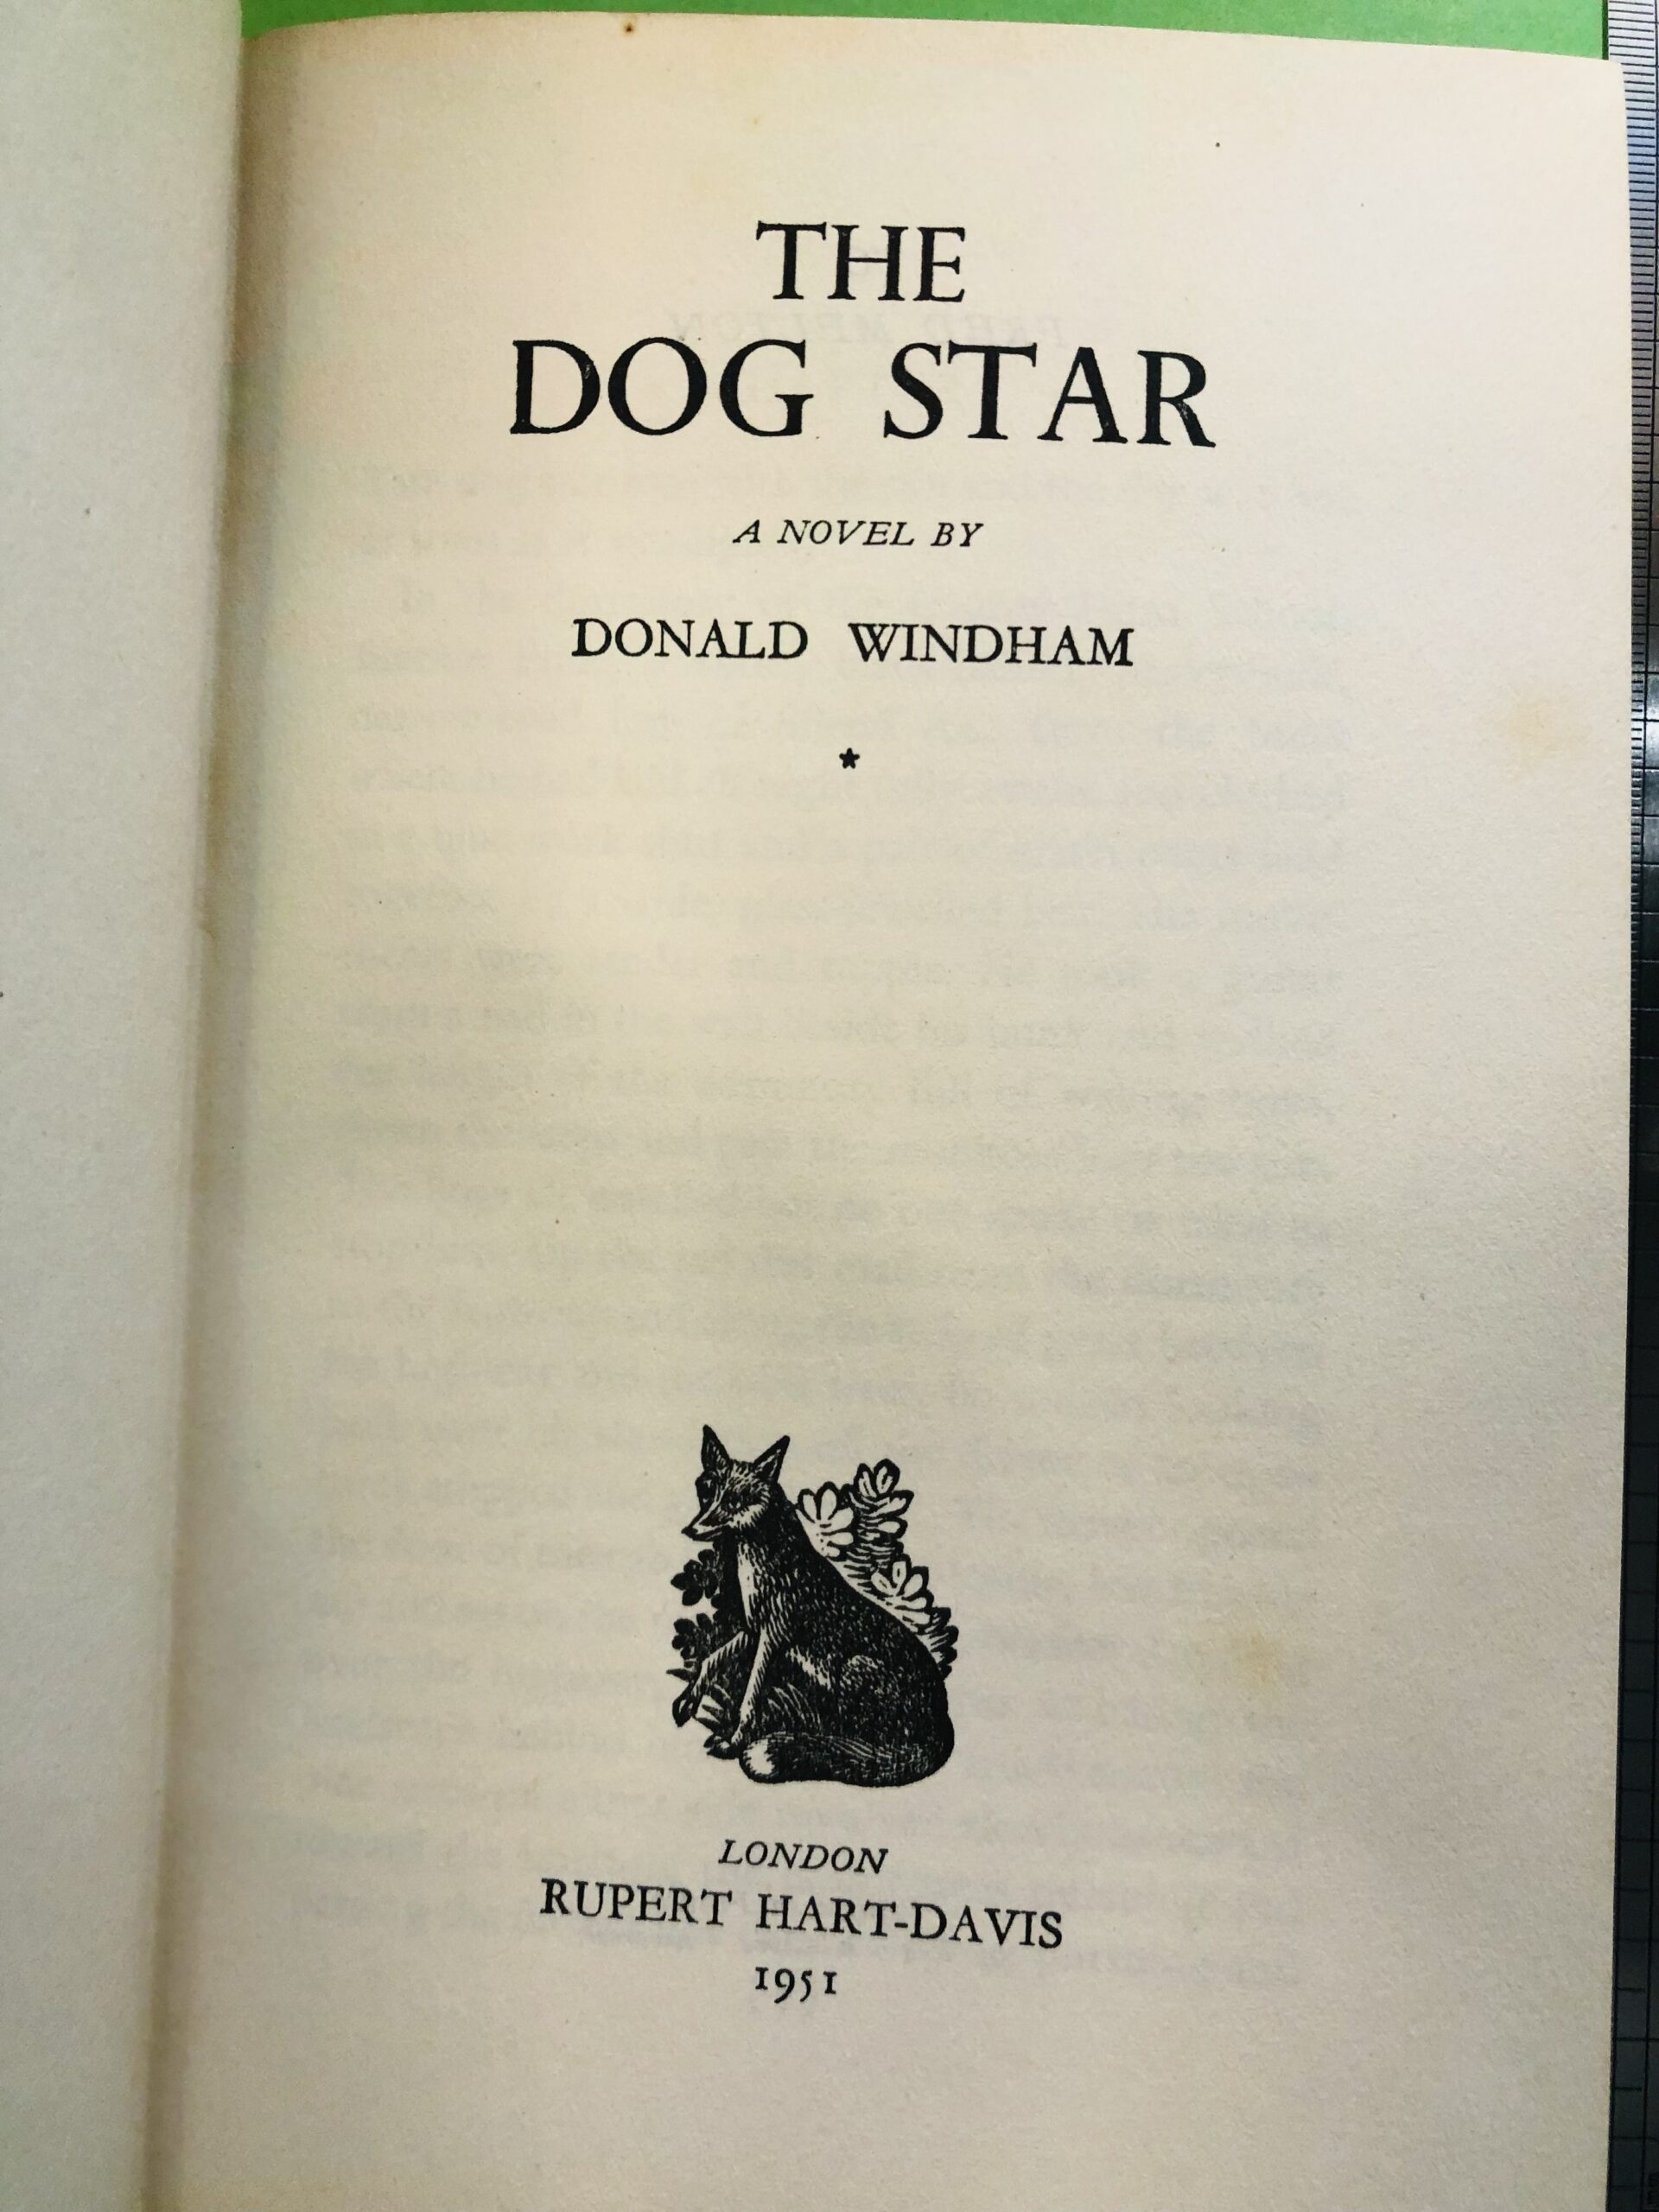 THE
DOG STAR
A NOVEL BY
DONALD WINDHAM
*
LONDON
RUPERT HART-DAVIS
1951